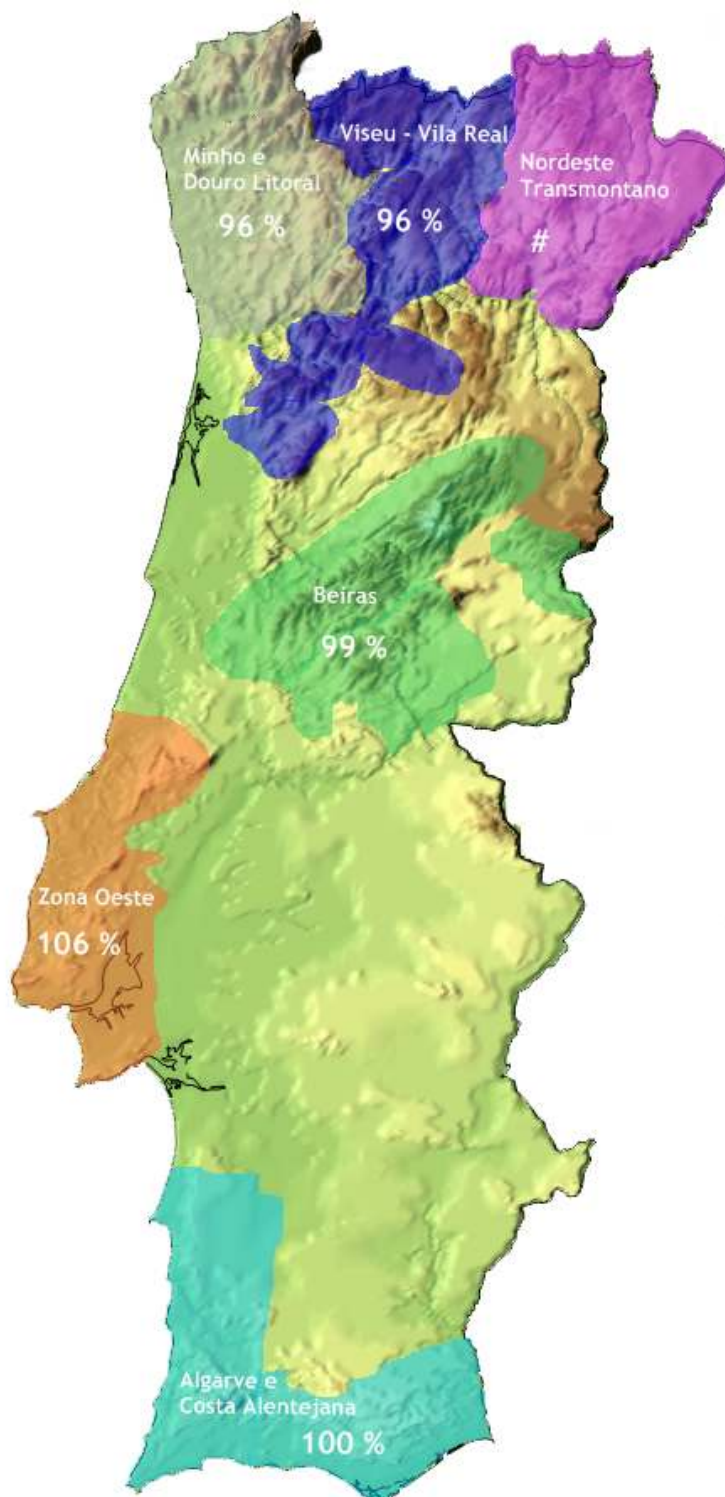 Viseu - Vila Real
96 %
Minho e
Douro Litoral
96 %
Nordeste
Transmontano
#
Beiras
99 %
Zona Oeste
106 %
Algarve e
Costa Alentejana
100 %